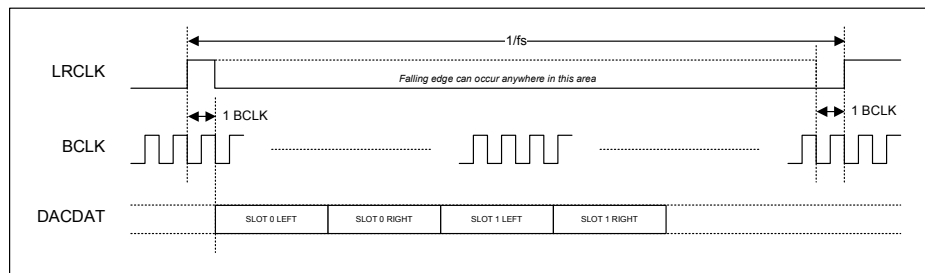 1/fs
LRCLK
Falling edge can occur anywhere in this area
1 BCLK
1 BCLK
BCLK
DACDAT
SLOT 0 LEFT
SLOT 0 RIGHT
SLOT 1 LEFT
SLOT 1 RIGHT